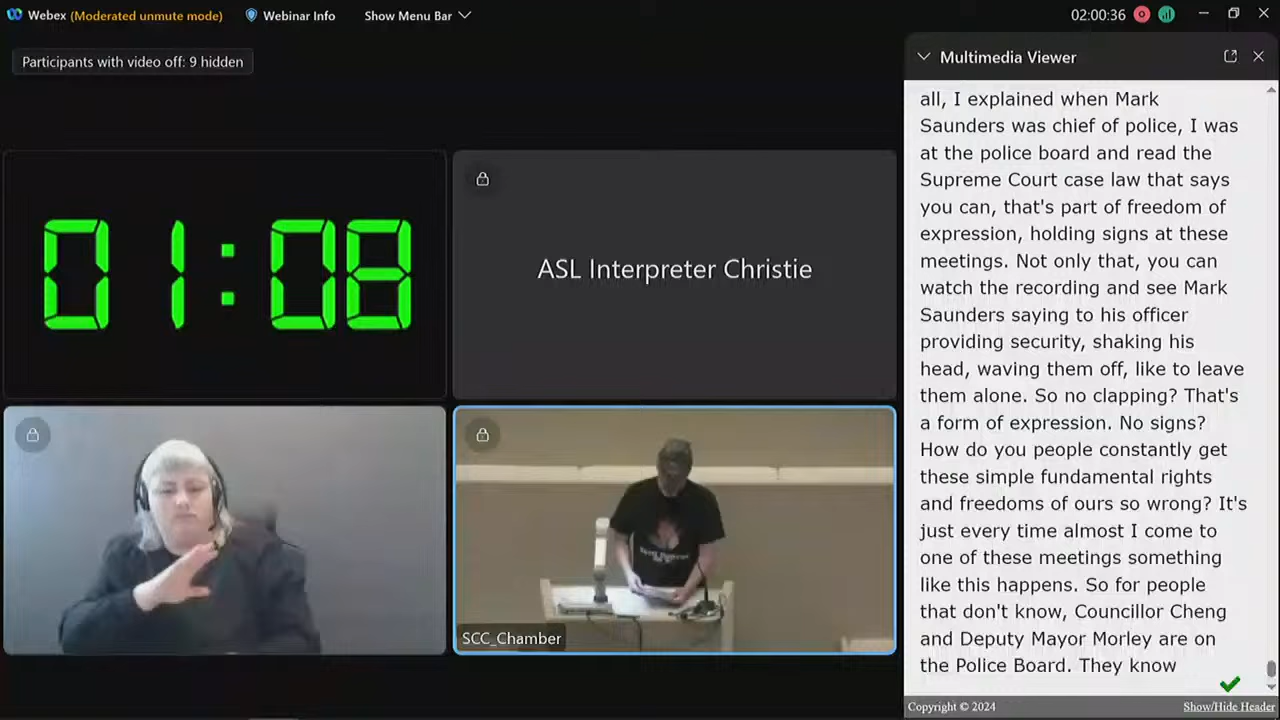 Webex (Moderated unmute mode) Webinar Info Show Menu Bar 02:00:36
Participants with video off: 9 hidden
01:08
ASL Interpreter Christie
SCC_Chamber
Multimedia Viewer
all, I explained when Mark
Saunders was chief of police, I was
at the police board and read the
Supreme Court case law that says
you can, that's part of freedom of
expression, holding signs at these
meetings. Not only that, you can
watch the recording and see Mark
Saunders saying to his officer
providing security, shaking his
head, waving them off, like to leave
them alone. So no clapping? That's
a form of expression. No signs?
How do you people constantly get
these simple fundamental rights
and freedoms of ours so wrong? It's
just every time almost I come to
one of these meetings something
like this happens. So for people
that don't know, Councillor Cheng
and Deputy Mayor Morley are on
the Police Board. They know
Copyright © 2024 Show/Hide Header